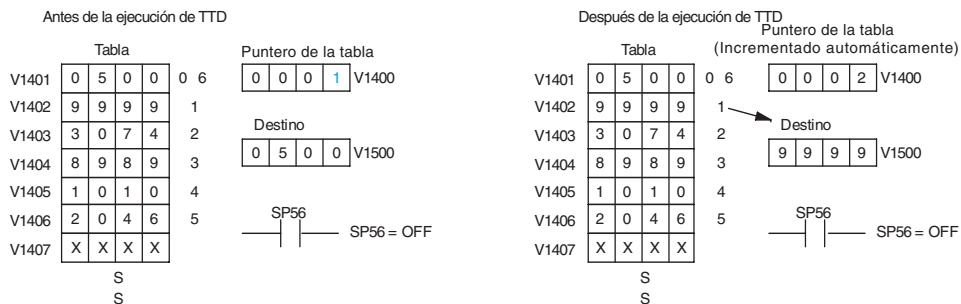 Antes de la ejecución de TTD
Tabla
Puntero de la tabla
V1401 0 5 0 0 0 6
0 0 0 1 V1400
V1402 9 9 9 9 1
V1403 3 0 7 4 2
Destino
V1404 8 9 8 9 3
0 5 0 0 V1500
V1405 1 0 1 0 4
V1406 2 0 4 6 5
SP56
SP56 = OFF
V1407 X X X X
S
S
Después de la ejecución de TTD
Tabla
Puntero de la tabla
(Incrementado automáticamente)
V1401 0 5 0 0 0 6
0 0 0 2 V1400
V1402 9 9 9 9 1
V1403 3 0 7 4 2
Destino
V1404 8 9 8 9 3
9 9 9 9 V1500
V1405 1 0 1 0 4
V1406 2 0 4 6 5
SP56
SP56 = OFF
V1407 X X X X
S
S